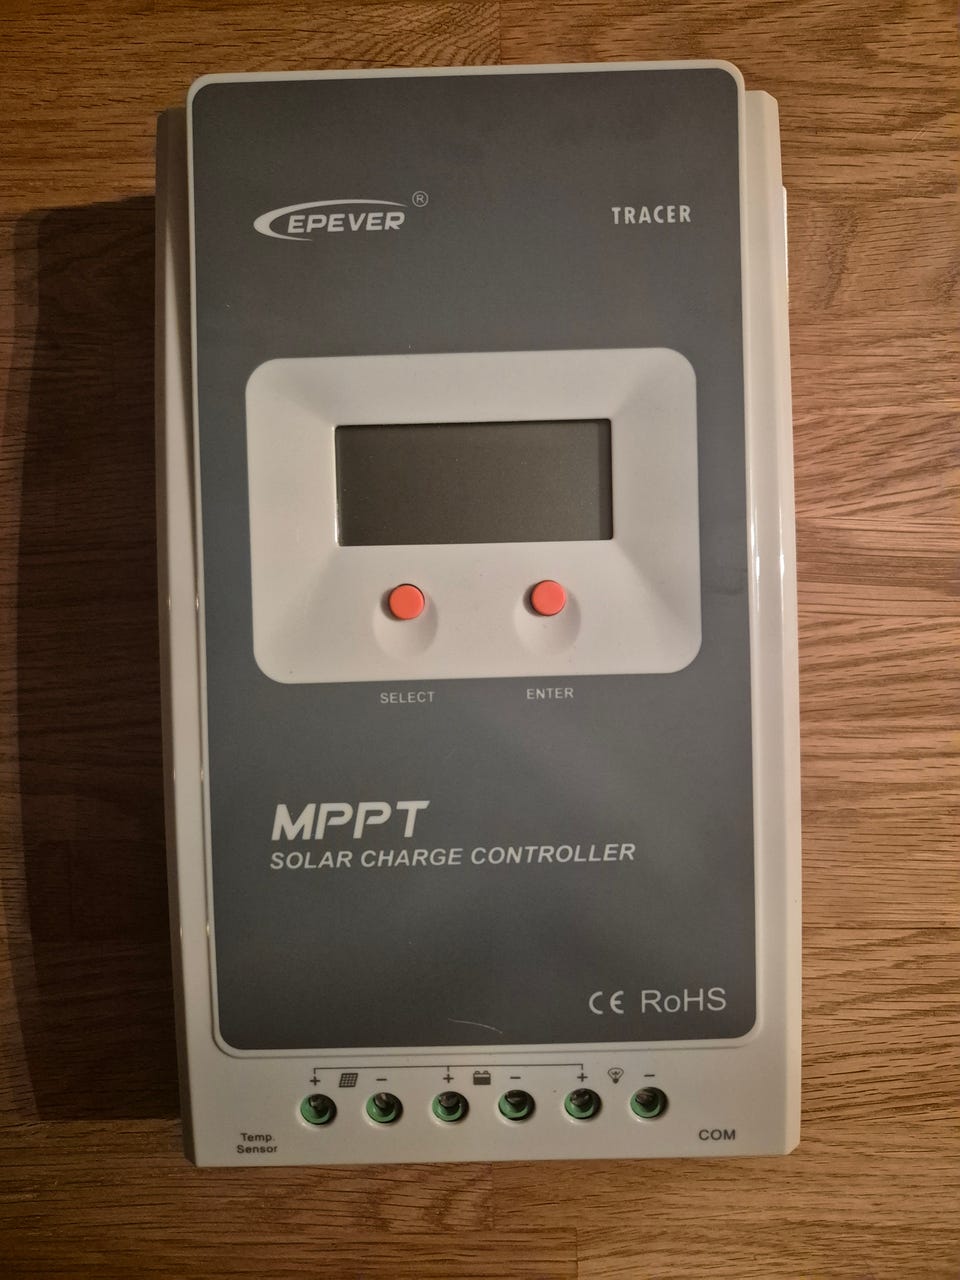 EPEVER ®
TRACER
SELECT
ENTER
MPPT
SOLAR CHARGE CONTROLLER
CE RoHS
+ − + − + −
Temp.
Sensor
COM